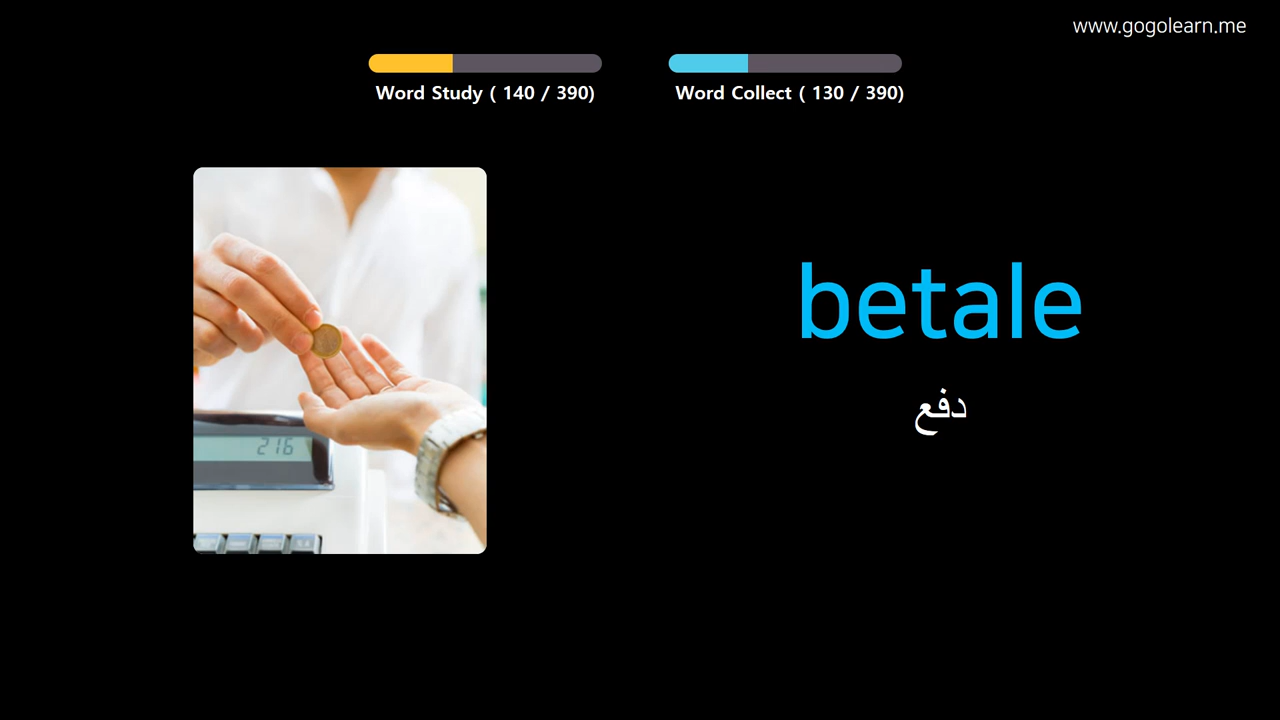 www.gogolearn.me
Word Study ( 140 / 390)
Word Collect ( 130 / 390)
betale
دفع
216